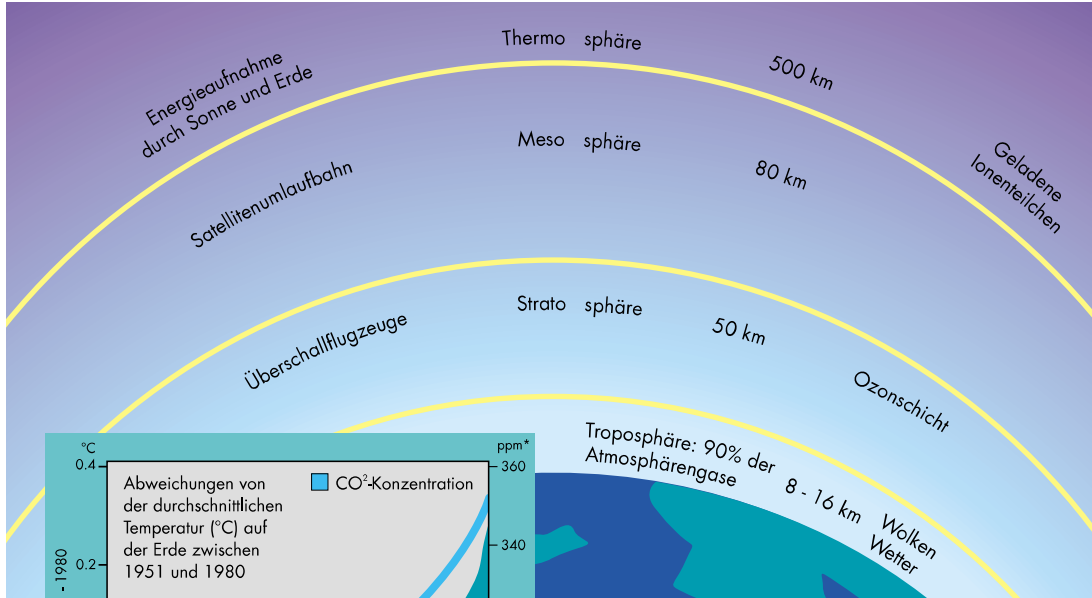 Thermo sphäre
500 km
Energieaufnahme
durch Sonne und Erde
Meso sphäre
80 km
Geladene
Ionenteilchen
Satellitenumlaufbahn
Strato sphäre
50 km
Überschallflugzeuge
Ozonschicht
Troposphäre: 90% der
Atmosphärengase
8 - 16 km
Wolken
Wetter
°C
ppm*
0.4
360
Abweichungen von
der durchschnittlichen
Temperatur (°C) auf
der Erde zwischen
1951 und 1980
CO²-Konzentration
340
0.2
- 1980